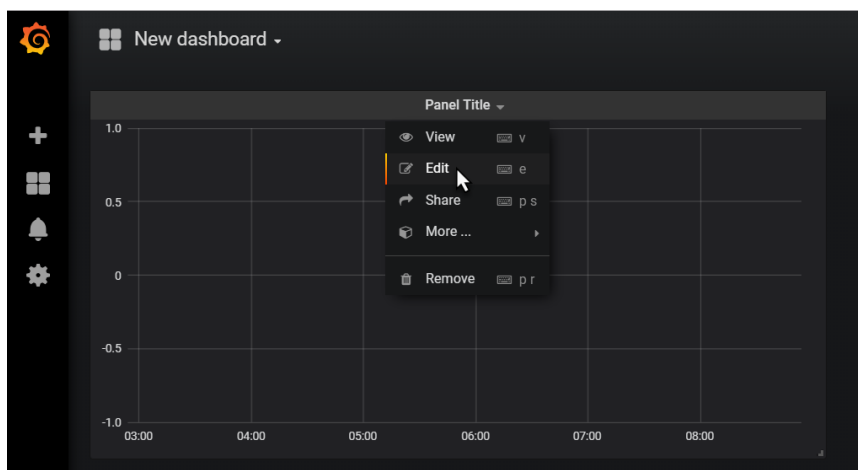 New dashboard
Panel Title
View v
Edit e
Share p s
More ...
Remove p r
1.0
0.5
0
-0.5
-1.0
03:00 04:00 05:00 06:00 07:00 08:00